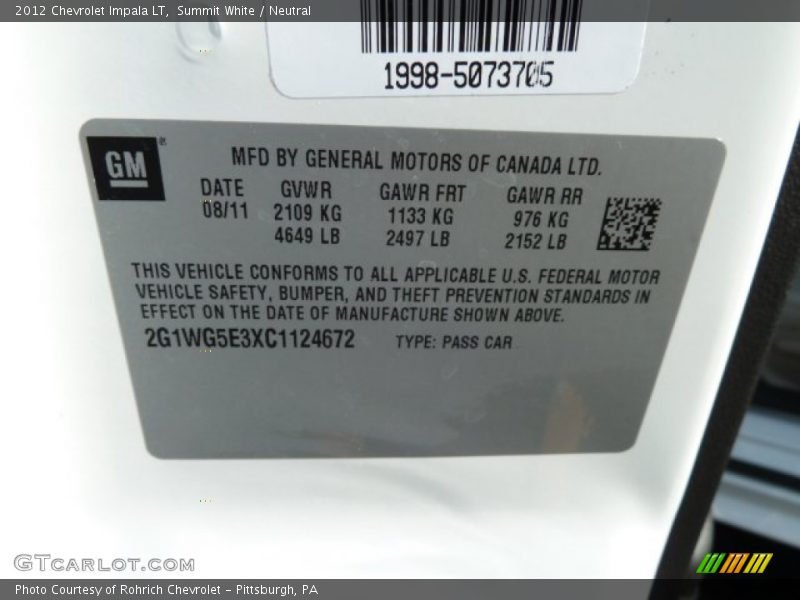 2012 Chevrolet Impala LT, Summit White / Neutral
1998-5073705
GM
MFD BY GENERAL MOTORS OF CANADA LTD.
DATE GVWR GAWR FRT GAWR RR
08/11 2109 KG 1133 KG 976 KG
4649 LB 2497 LB 2152 LB
THIS VEHICLE CONFORMS TO ALL APPLICABLE U.S. FEDERAL MOTOR
VEHICLE SAFETY, BUMPER, AND THEFT PREVENTION STANDARDS IN
EFFECT ON THE DATE OF MANUFACTURE SHOWN ABOVE.
2G1WG5E3XC1124672 TYPE: PASS CAR
GTCARLOT.COM
Photo Courtesy of Rohrich Chevrolet - Pittsburgh, PA